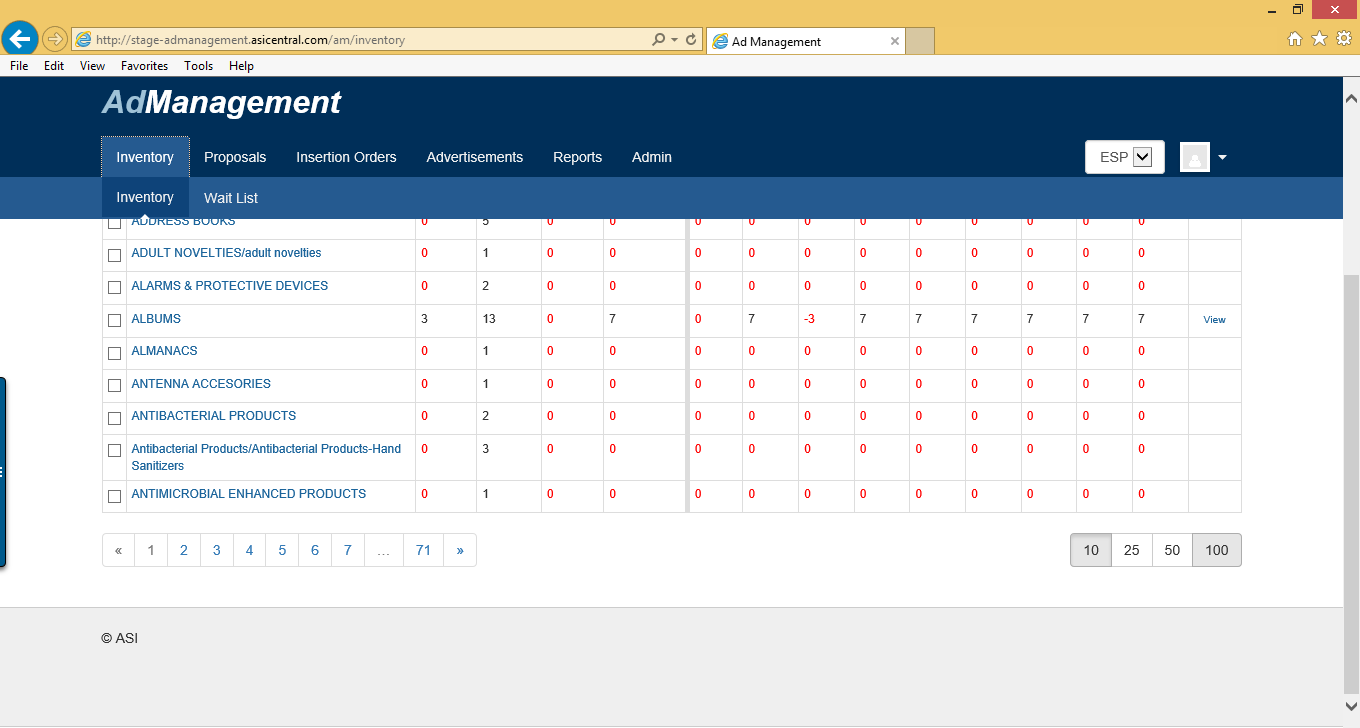 http://stage-admanagement.asicentral.com/am/inventory
Ad Management
File Edit View Favorites Tools Help
AdManagement
Inventory Proposals Insertion Orders Advertisements Reports Admin ESP
Inventory Wait List
ADDRESS BOOKS 0 5 0 0 0 0 0 0 0 0 0 0 0
ADULT NOVELTIES/adult novelties 0 1 0 0 0 0 0 0 0 0 0 0 0
ALARMS & PROTECTIVE DEVICES 0 2 0 0 0 0 0 0 0 0 0 0 0
ALBUMS 3 13 0 7 0 7 -3 7 7 7 7 7 7 View
ALMANACS 0 1 0 0 0 0 0 0 0 0 0 0 0
ANTENNA ACCESORIES 0 1 0 0 0 0 0 0 0 0 0 0 0
ANTIBACTERIAL PRODUCTS 0 2 0 0 0 0 0 0 0 0 0 0 0
Antibacterial Products/Antibacterial Products-Hand 0 3 0 0 0 0 0 0 0 0 0 0 0
Sanitizers
ANTIMICROBIAL ENHANCED PRODUCTS 0 1 0 0 0 0 0 0 0 0 0 0 0
« 1 2 3 4 5 6 7 ... 71 » 10 25 50 100
© ASI